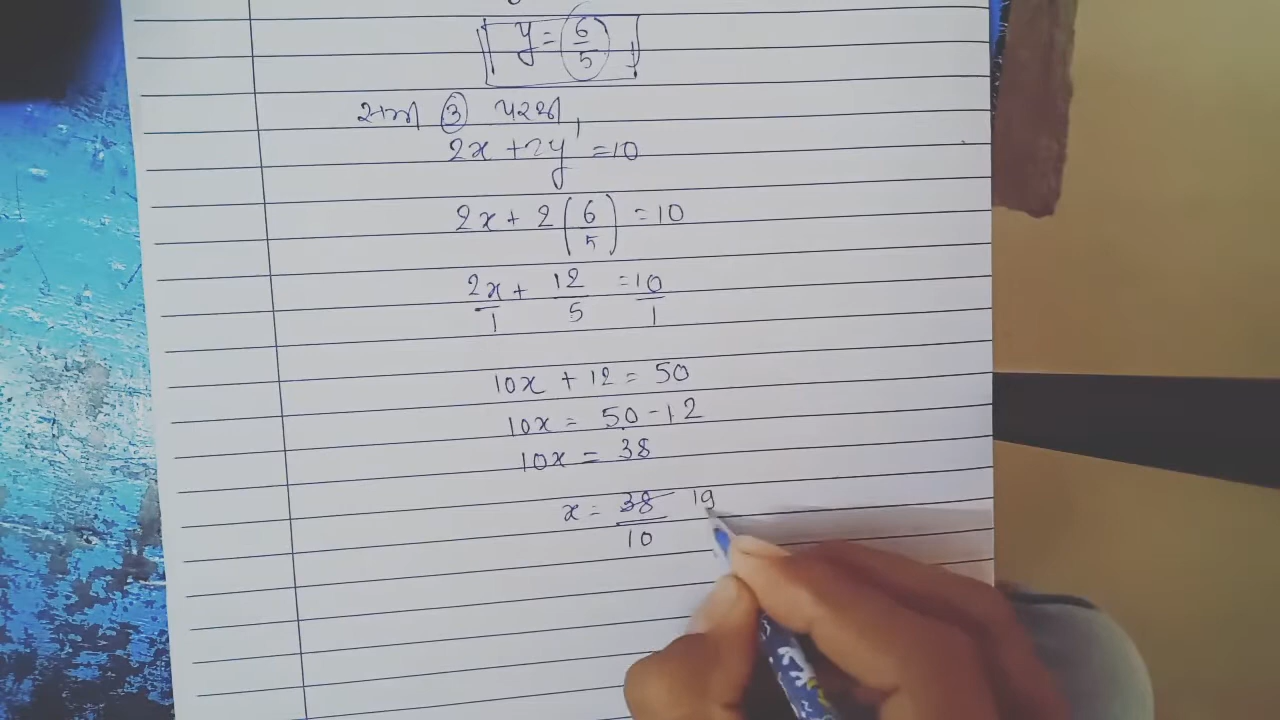 y = 6/5
સમી ③ પરથી,
2x + 2y = 10
2x + 2(6/5) = 10
2x/1 + 12/5 = 10/1
10x + 12 = 50
10x = 50 - 12
10x = 38
x = 38/10 19